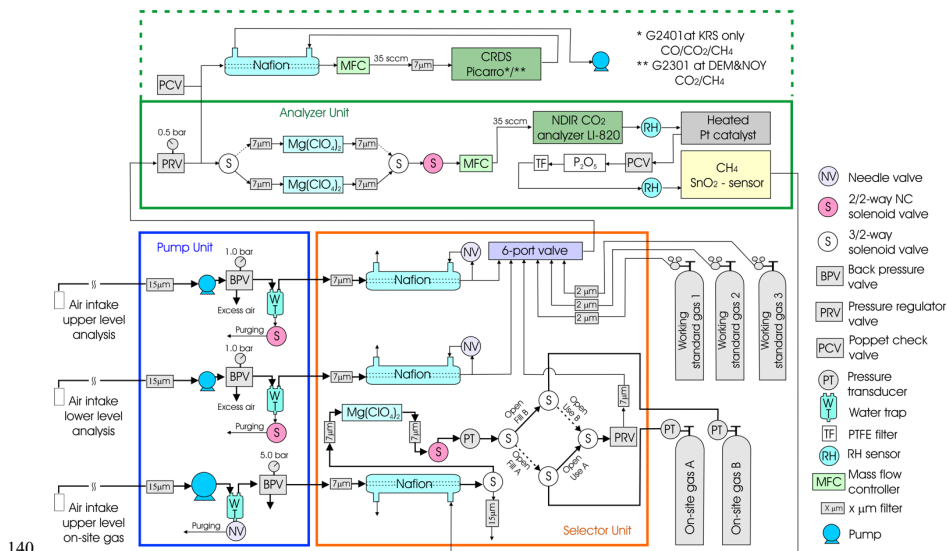 * G2401at KRS only
CO/CO₂/CH₄
** G2301 at DEM&NOY
CO₂/CH₄
Nafion
MFC
35 sccm
7μm
CRDS
Picarro*/**
Pump
PCV
Analyzer Unit
0.5 bar
PRV
S
7μm
Mg(ClO₄)₂
7μm
7μm
Mg(ClO₄)₂
7μm
S
S
MFC
35 sccm
NDIR CO₂
analyzer LI-820
RH
Heated
Pt catalyst
TF
P₂O₅
PCV
RH
CH₄
SnO₂ - sensor
NV
Needle valve
S
2/2-way NC
solenoid valve
S
3/2-way
solenoid valve
BPV
Back pressure
valve
PRV
Pressure regulator
valve
PCV
Poppet check
valve
PT
Pressure
transducer
WT
Water trap
TF
PTFE filter
RH
RH sensor
MFC
Mass flow
controller
X μm
x μm filter
Pump
Pump Unit
1.0 bar
15μm
BPV
Excess air
WT
Purging
S
Air intake
upper level
analysis
1.0 bar
15μm
BPV
Excess air
WT
Purging
S
Air intake
lower level
analysis
5.0 bar
15μm
BPV
WT
Purging
NV
Air intake
upper level
on-site gas
7μm
Nafion
NV
6-port valve
2 μm
2 μm
2 μm
Working
standard gas 1
Working
standard gas 2
Working
standard gas 3
7μm
Nafion
NV
7μm
Mg(ClO₄)₂
7μm
S
PT
S
Open
Fill B
Open
Fill A
S
S
Open
Use B
Open
Use A
S
PRV
7μm
PT
PT
On-site gas A
On-site gas B
7μm
Nafion
S
15μm
Selector Unit
140